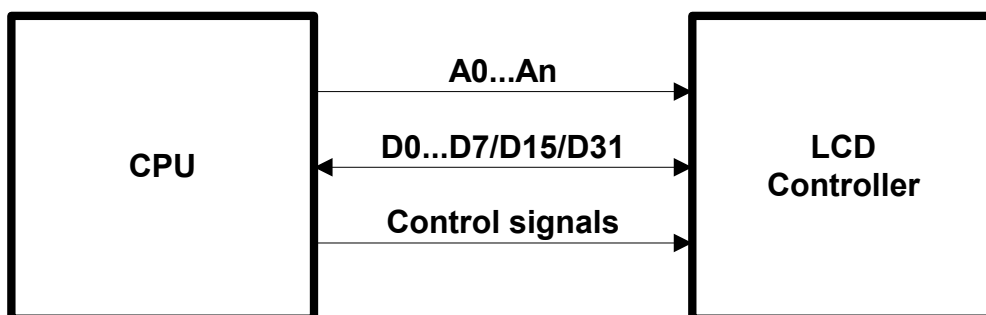 A0...An
D0...D7/D15/D31
CPU
LCD
Controller
Control signals